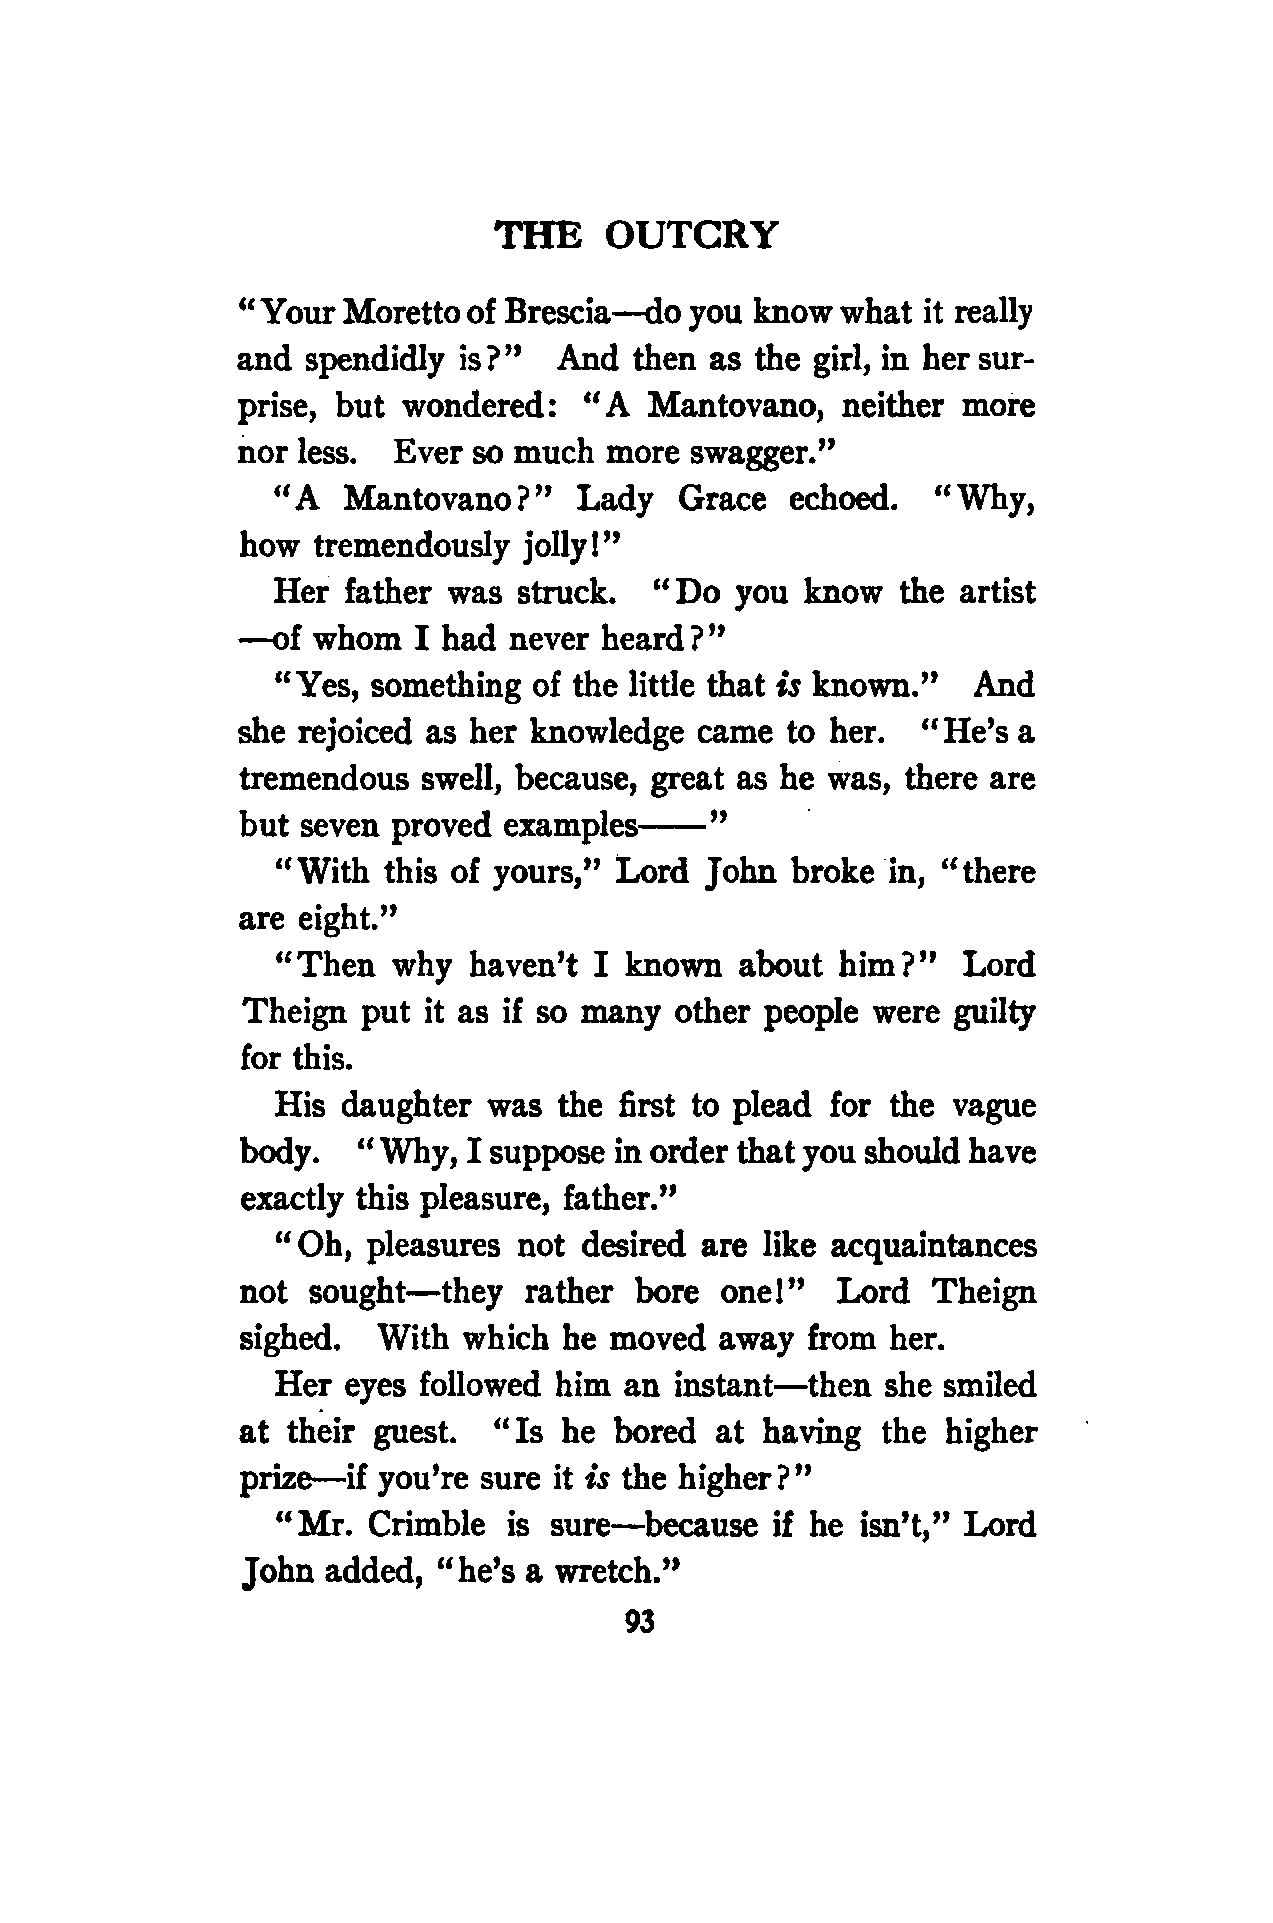 THE OUTCRY
“Your Moretto of Brescia—do you know what it really
and spendidly is?” And then as the girl, in her sur-
prise, but wondered: “A Mantovano, neither more
nor less. Ever so much more swagger.”
“A Mantovano?” Lady Grace echoed. “Why,
how tremendously jolly!”
Her father was struck. “Do you know the artist
—of whom I had never heard?”
“Yes, something of the little that is known.” And
she rejoiced as her knowledge came to her. “He’s a
tremendous swell, because, great as he was, there are
but seven proved examples——”
“With this of yours,” Lord John broke in, “there
are eight.”
“Then why haven’t I known about him?” Lord
Theign put it as if so many other people were guilty
for this.
His daughter was the first to plead for the vague
body. “Why, I suppose in order that you should have
exactly this pleasure, father.”
“Oh, pleasures not desired are like acquaintances
not sought—they rather bore one!” Lord Theign
sighed. With which he moved away from her.
Her eyes followed him an instant—then she smiled
at their guest. “Is he bored at having the higher
prize—if you’re sure it is the higher?”
“Mr. Crimble is sure—because if he isn’t,” Lord
John added, “he’s a wretch.”
93